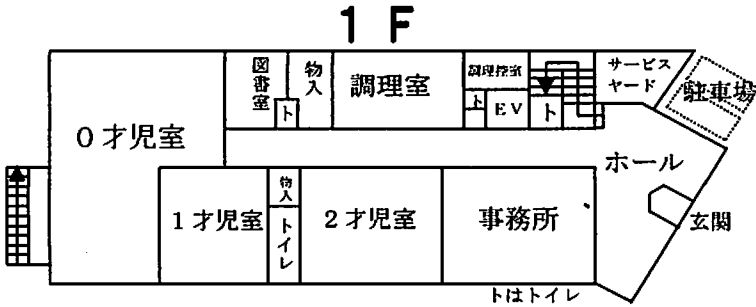 1 F
図書室
物入
調理室
調理控室
サービス
ヤード
駐車場
ト
ト
EV
ト
0才児室
ホール
1才児室
物入
トイレ
2才児室
事務所
玄関
トはトイレ